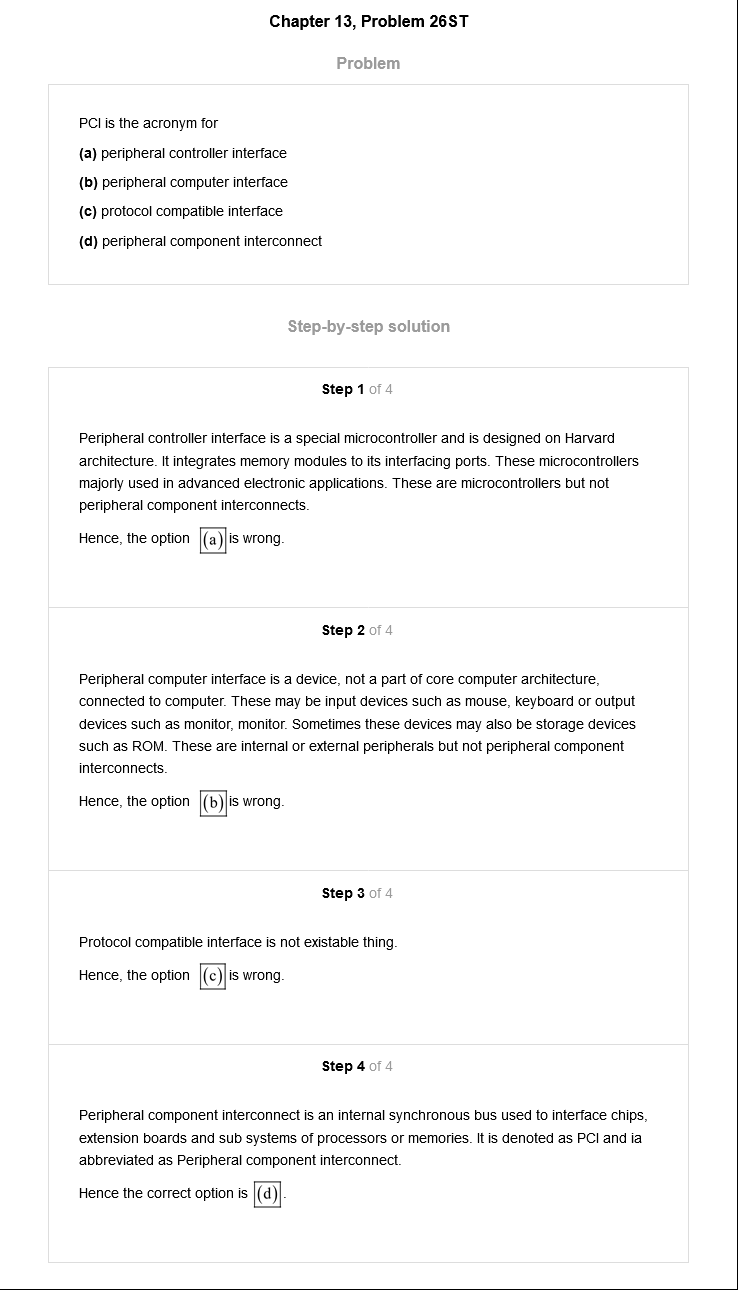 Chapter 13, Problem 26ST
Problem
PCI is the acronym for
(a) peripheral controller interface
(b) peripheral computer interface
(c) protocol compatible interface
(d) peripheral component interconnect
Step-by-step solution
Step 1 of 4
Peripheral controller interface is a special microcontroller and is designed on Harvard
architecture. It integrates memory modules to its interfacing ports. These microcontrollers
majorly used in advanced electronic applications. These are microcontrollers but not
peripheral component interconnects.
Hence, the option (a) is wrong.
Step 2 of 4
Peripheral computer interface is a device, not a part of core computer architecture,
connected to computer. These may be input devices such as mouse, keyboard or output
devices such as monitor, monitor. Sometimes these devices may also be storage devices
such as ROM. These are internal or external peripherals but not peripheral component
interconnects.
Hence, the option (b) is wrong.
Step 3 of 4
Protocol compatible interface is not existable thing.
Hence, the option (c) is wrong.
Step 4 of 4
Peripheral component interconnect is an internal synchronous bus used to interface chips,
extension boards and sub systems of processors or memories. It is denoted as PCI and ia
abbreviated as Peripheral component interconnect.
Hence the correct option is (d).